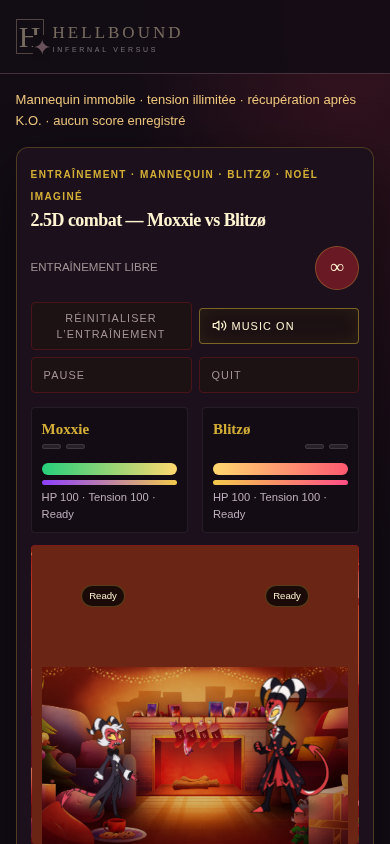 H HELLBOUND
INFERNAL VERSUS
Mannequin immobile · tension illimitée · récupération après
K.O. · aucun score enregistré
ENTRAÎNEMENT · MANNEQUIN · BLITZØ · NOËL
IMAGINÉ
2.5D combat — Moxxie vs Blitzø
ENTRAÎNEMENT LIBRE
∞
RÉINITIALISER
L'ENTRAÎNEMENT
MUSIC ON
PAUSE
QUIT
Moxxie
HP 100 · Tension 100 ·
Ready
Blitzø
HP 100 · Tension 100 ·
Ready
Ready
Ready